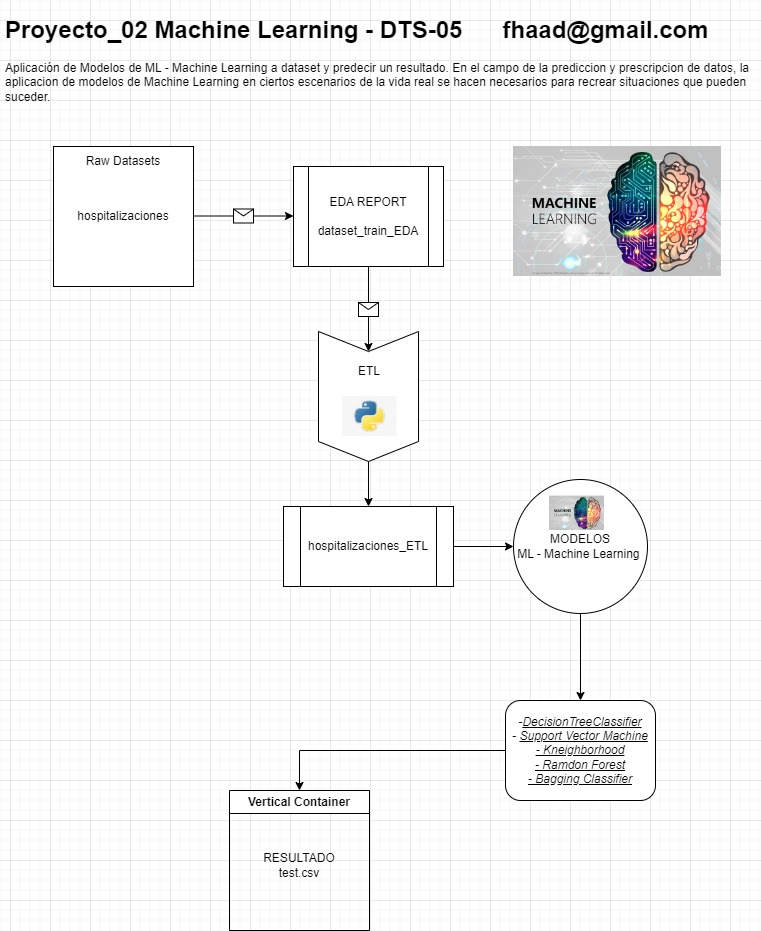 Proyecto_02 Machine Learning - DTS-05 fhaad@gmail.com
Aplicación de Modelos de ML - Machine Learning a dataset y predecir un resultado. En el campo de la prediccion y prescripcion de datos, la
aplicacion de modelos de Machine Learning en ciertos escenarios de la vida real se hacen necesarios para recrear situaciones que pueden
suceder.
Raw Datasets
hospitalizaciones
EDA REPORT
dataset_train_EDA
MACHINE
LEARNING
ETL
hospitalizaciones_ETL
MACHINE
LEARNING
MODELOS
ML - Machine Learning
-DecisionTreeClassifier
- Support Vector Machine
- Kneighborhood
- Ramdon Forest
- Bagging Classifier
Vertical Container
RESULTADO
test.csv